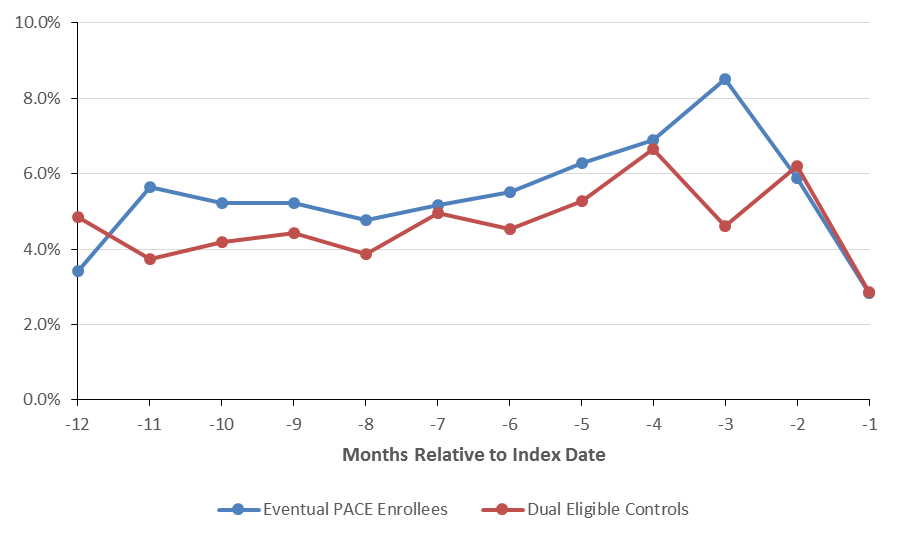 10.0%
8.0%
6.0%
4.0%
2.0%
0.0%
-12 -11 -10 -9 -8 -7 -6 -5 -4 -3 -2 -1
Months Relative to Index Date
Eventual PACE Enrollees Dual Eligible Controls